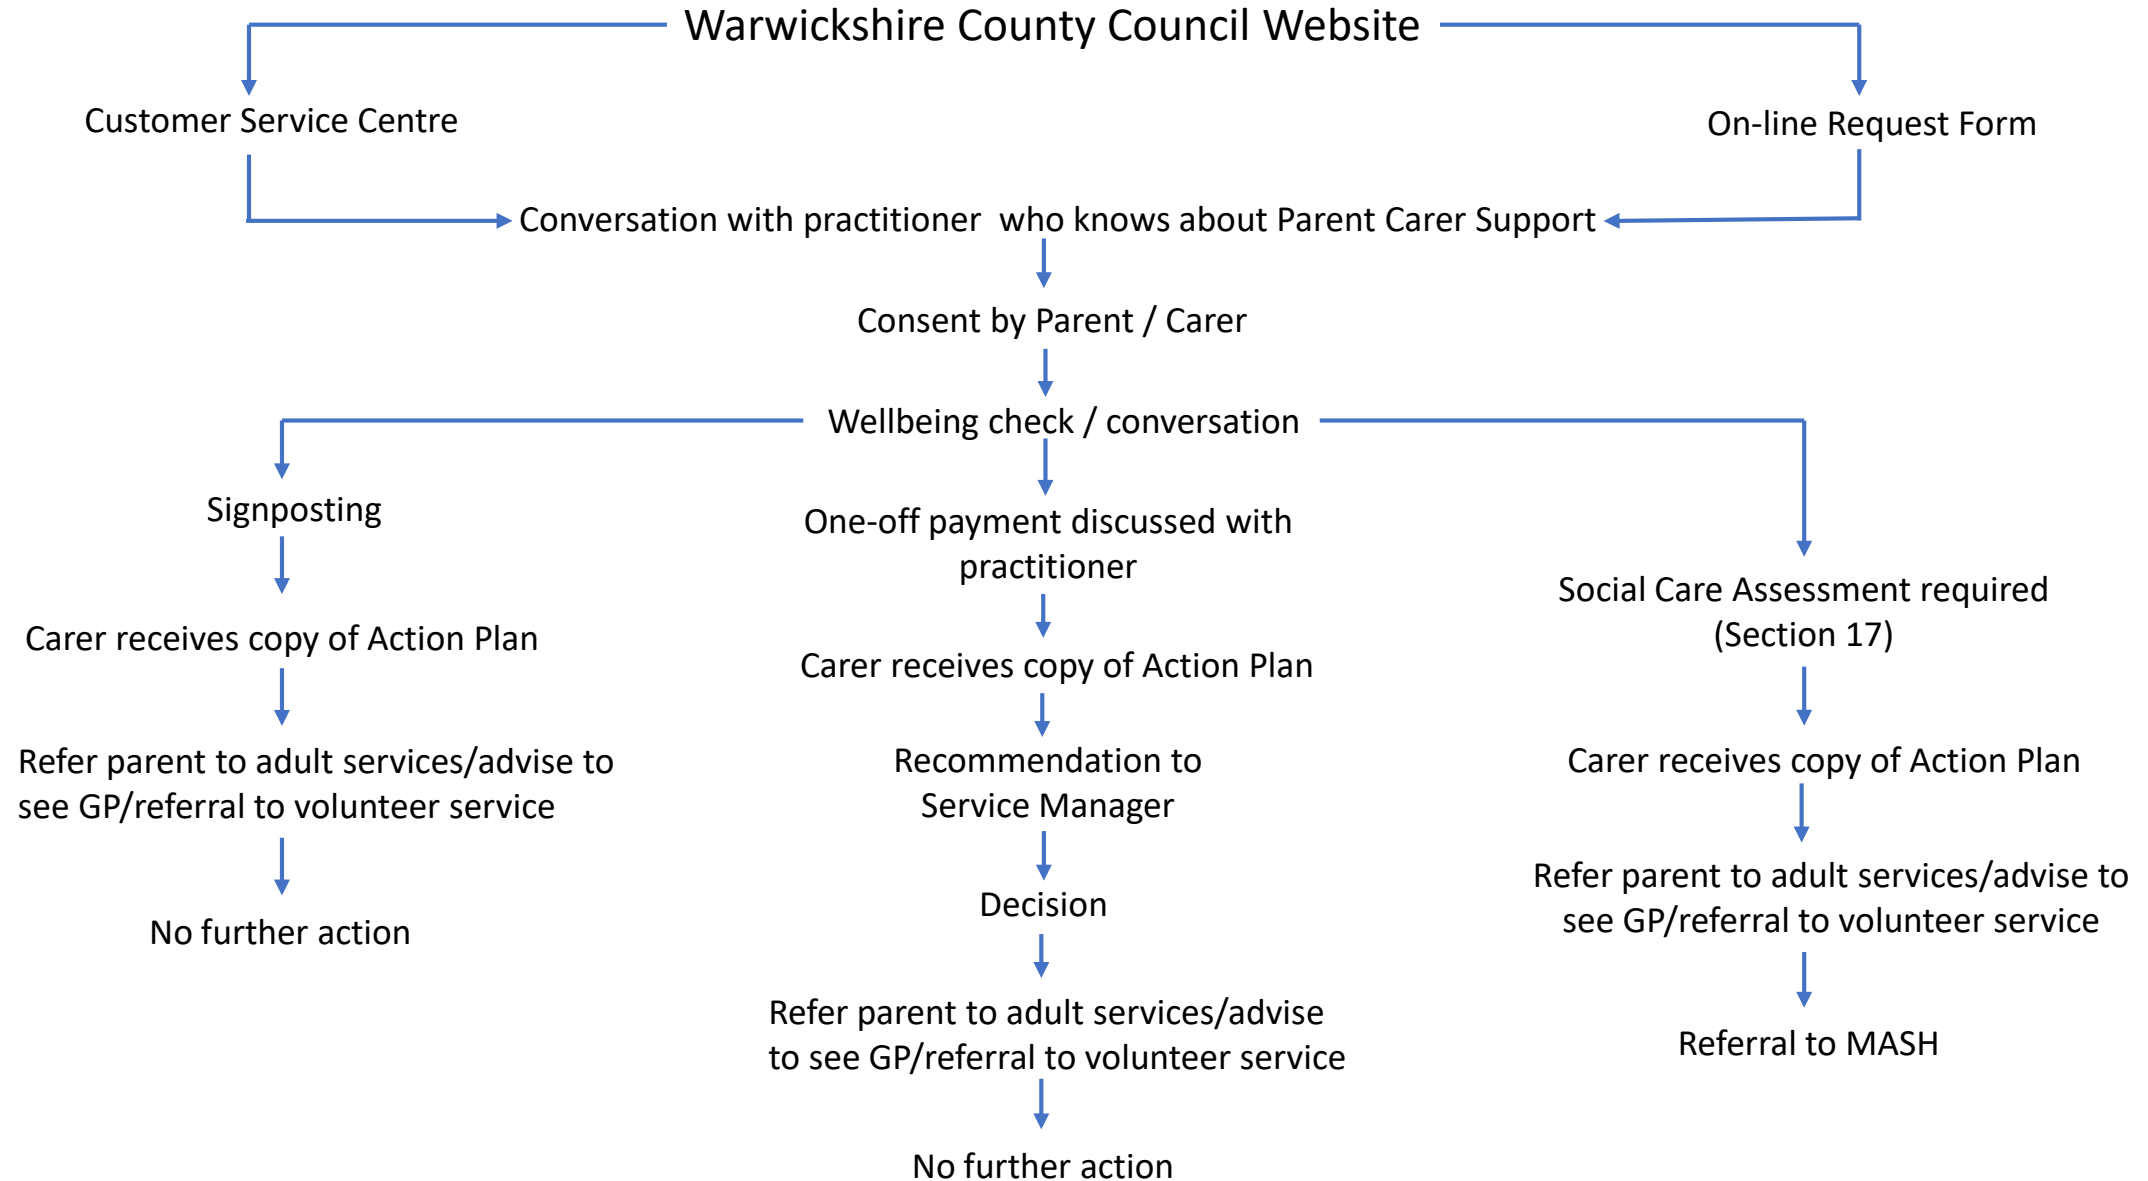 Warwickshire County Council Website
Customer Service Centre
On-line Request Form
Conversation with practitioner  who knows about Parent Carer Support
Consent by Parent / Carer
Wellbeing check / conversation
Signposting
Carer receives copy of Action Plan
Refer parent to adult services/advise to
see GP/referral to volunteer service
No further action
One-off payment discussed with
practitioner
Carer receives copy of Action Plan
Recommendation to
Service Manager
Decision
Refer parent to adult services/advise
to see GP/referral to volunteer service
No further action
Social Care Assessment required
(Section 17)
Carer receives copy of Action Plan
Refer parent to adult services/advise to
see GP/referral to volunteer service
Referral to MASH